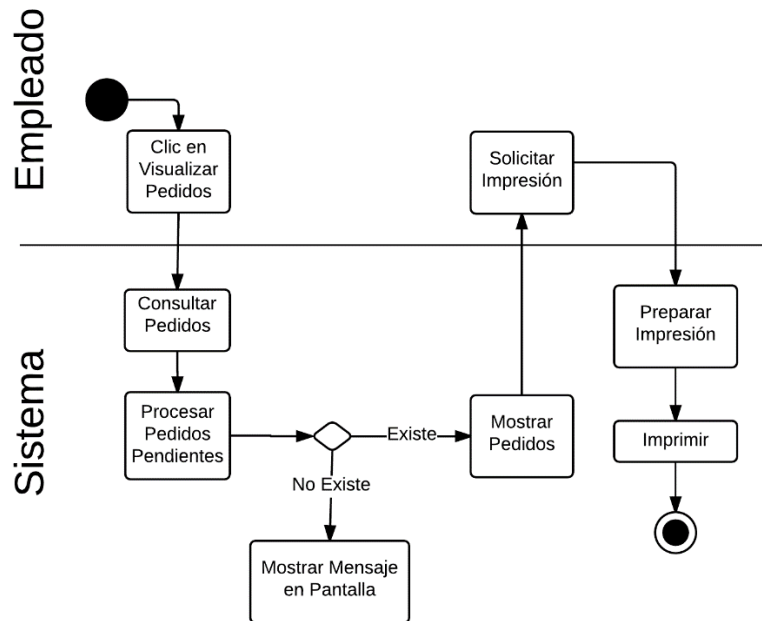 Empleado
Clic en
Visualizar
Pedidos
Solicitar
Impresión
Sistema
Consultar
Pedidos
Procesar
Pedidos
Pendientes
Existe
No Existe
Mostrar Mensaje
en Pantalla
Mostrar
Pedidos
Preparar
Impresión
Imprimir